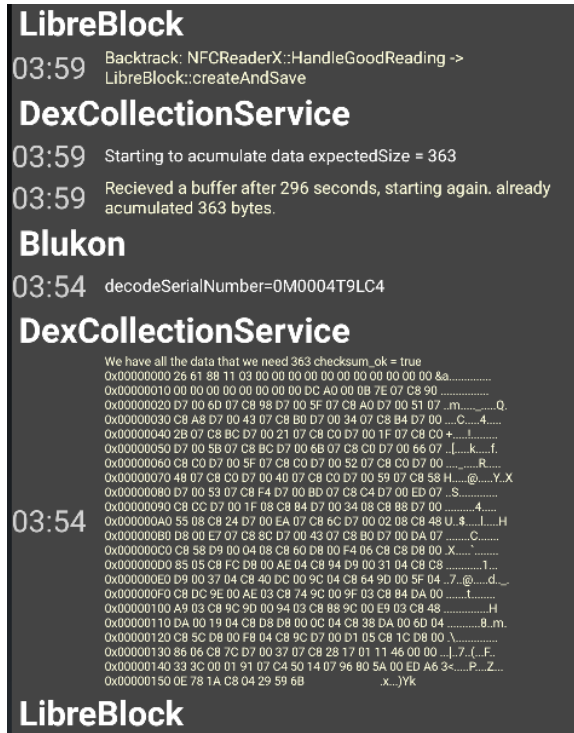 LibreBlock
03:59 Backtrack: NFCReaderX::HandleGoodReading ->
LibreBlock::createAndSave
DexCollectionService
03:59 Starting to acumulate data expectedSize = 363
03:59 Recieved a buffer after 296 seconds, starting again. already
acumulated 363 bytes.
Blukon
03:54 decodeSerialNumber=0M0004T9LC4
DexCollectionService
03:54 We have all the data that we need 363 checksum_ok = true
0x00000000 26 61 88 11 03 00 00 00 00 00 00 00 00 00 00 00 &a..............
0x00000010 00 00 00 00 00 00 00 00 DC A0 00 0B 7E 07 C8 90 ................
0x00000020 D7 00 6D 07 C8 98 D7 00 5F 07 C8 A0 D7 00 51 07 ..m....._.....Q.
0x00000030 C8 A8 D7 00 43 07 C8 B0 D7 00 34 07 C8 B4 D7 00 ....C.....4.....
0x00000040 2B 07 C8 BC D7 00 21 07 C8 C0 D7 00 1F 07 C8 C0 +.....!.........
0x00000050 D7 00 5B 07 C8 BC D7 00 6B 07 C8 C0 D7 00 66 07 ..[.....k.....f.
0x00000060 C8 C0 D7 00 5F 07 C8 C0 D7 00 52 07 C8 C0 D7 00 ...._.....R.....
0x00000070 48 07 C8 C0 D7 00 40 07 C8 C0 D7 00 59 07 C8 58 H.....@.....Y..X
0x00000080 D7 00 53 07 C8 F4 D7 00 BD 07 C8 C4 D7 00 ED 07 ..S.............
0x00000090 C8 CC D7 00 1F 08 C8 84 D7 00 34 08 C8 88 D7 00 ..........4.....
0x000000A0 55 08 C8 24 D7 00 EA 07 C8 6C D7 00 02 08 C8 48 U..$.....l.....H
0x000000B0 D8 00 E7 07 C8 8C D7 00 43 07 C8 B0 D7 00 DA 07 ........C.......
0x000000C0 C8 58 D9 00 04 08 C8 60 D8 00 F4 06 C8 C8 D8 00 .X.....`........
0x000000D0 85 05 C8 FC D8 00 AE 04 C8 94 D9 00 31 04 C8 C8 ............1...
0x000000E0 D9 00 37 04 C8 40 DC 00 9C 04 C8 64 9D 00 5F 04 ..7..@.....d.._.
0x000000F0 C8 DC 9E 00 AE 03 C8 74 9C 00 9F 03 C8 84 DA 00 .......t........
0x00000100 A9 03 C8 9C 9D 00 94 03 C8 88 9C 00 E9 03 C8 48 ...............H
0x00000110 DA 00 19 04 C8 D8 D8 00 0C 04 C8 38 DA 00 6D 04 ...........8..m.
0x00000120 C8 5C D8 00 F8 04 C8 9C D7 00 D1 05 C8 1C D8 00 .\..............
0x00000130 86 06 C8 7C D7 00 37 07 C8 28 17 01 11 46 00 00 ...|..7..(...F..
0x00000140 33 3C 00 01 91 07 C4 50 14 07 96 80 5A 00 ED A6 3<.....P....Z...
0x00000150 0E 78 1A C8 04 29 59 6B .x...)Yk
LibreBlock